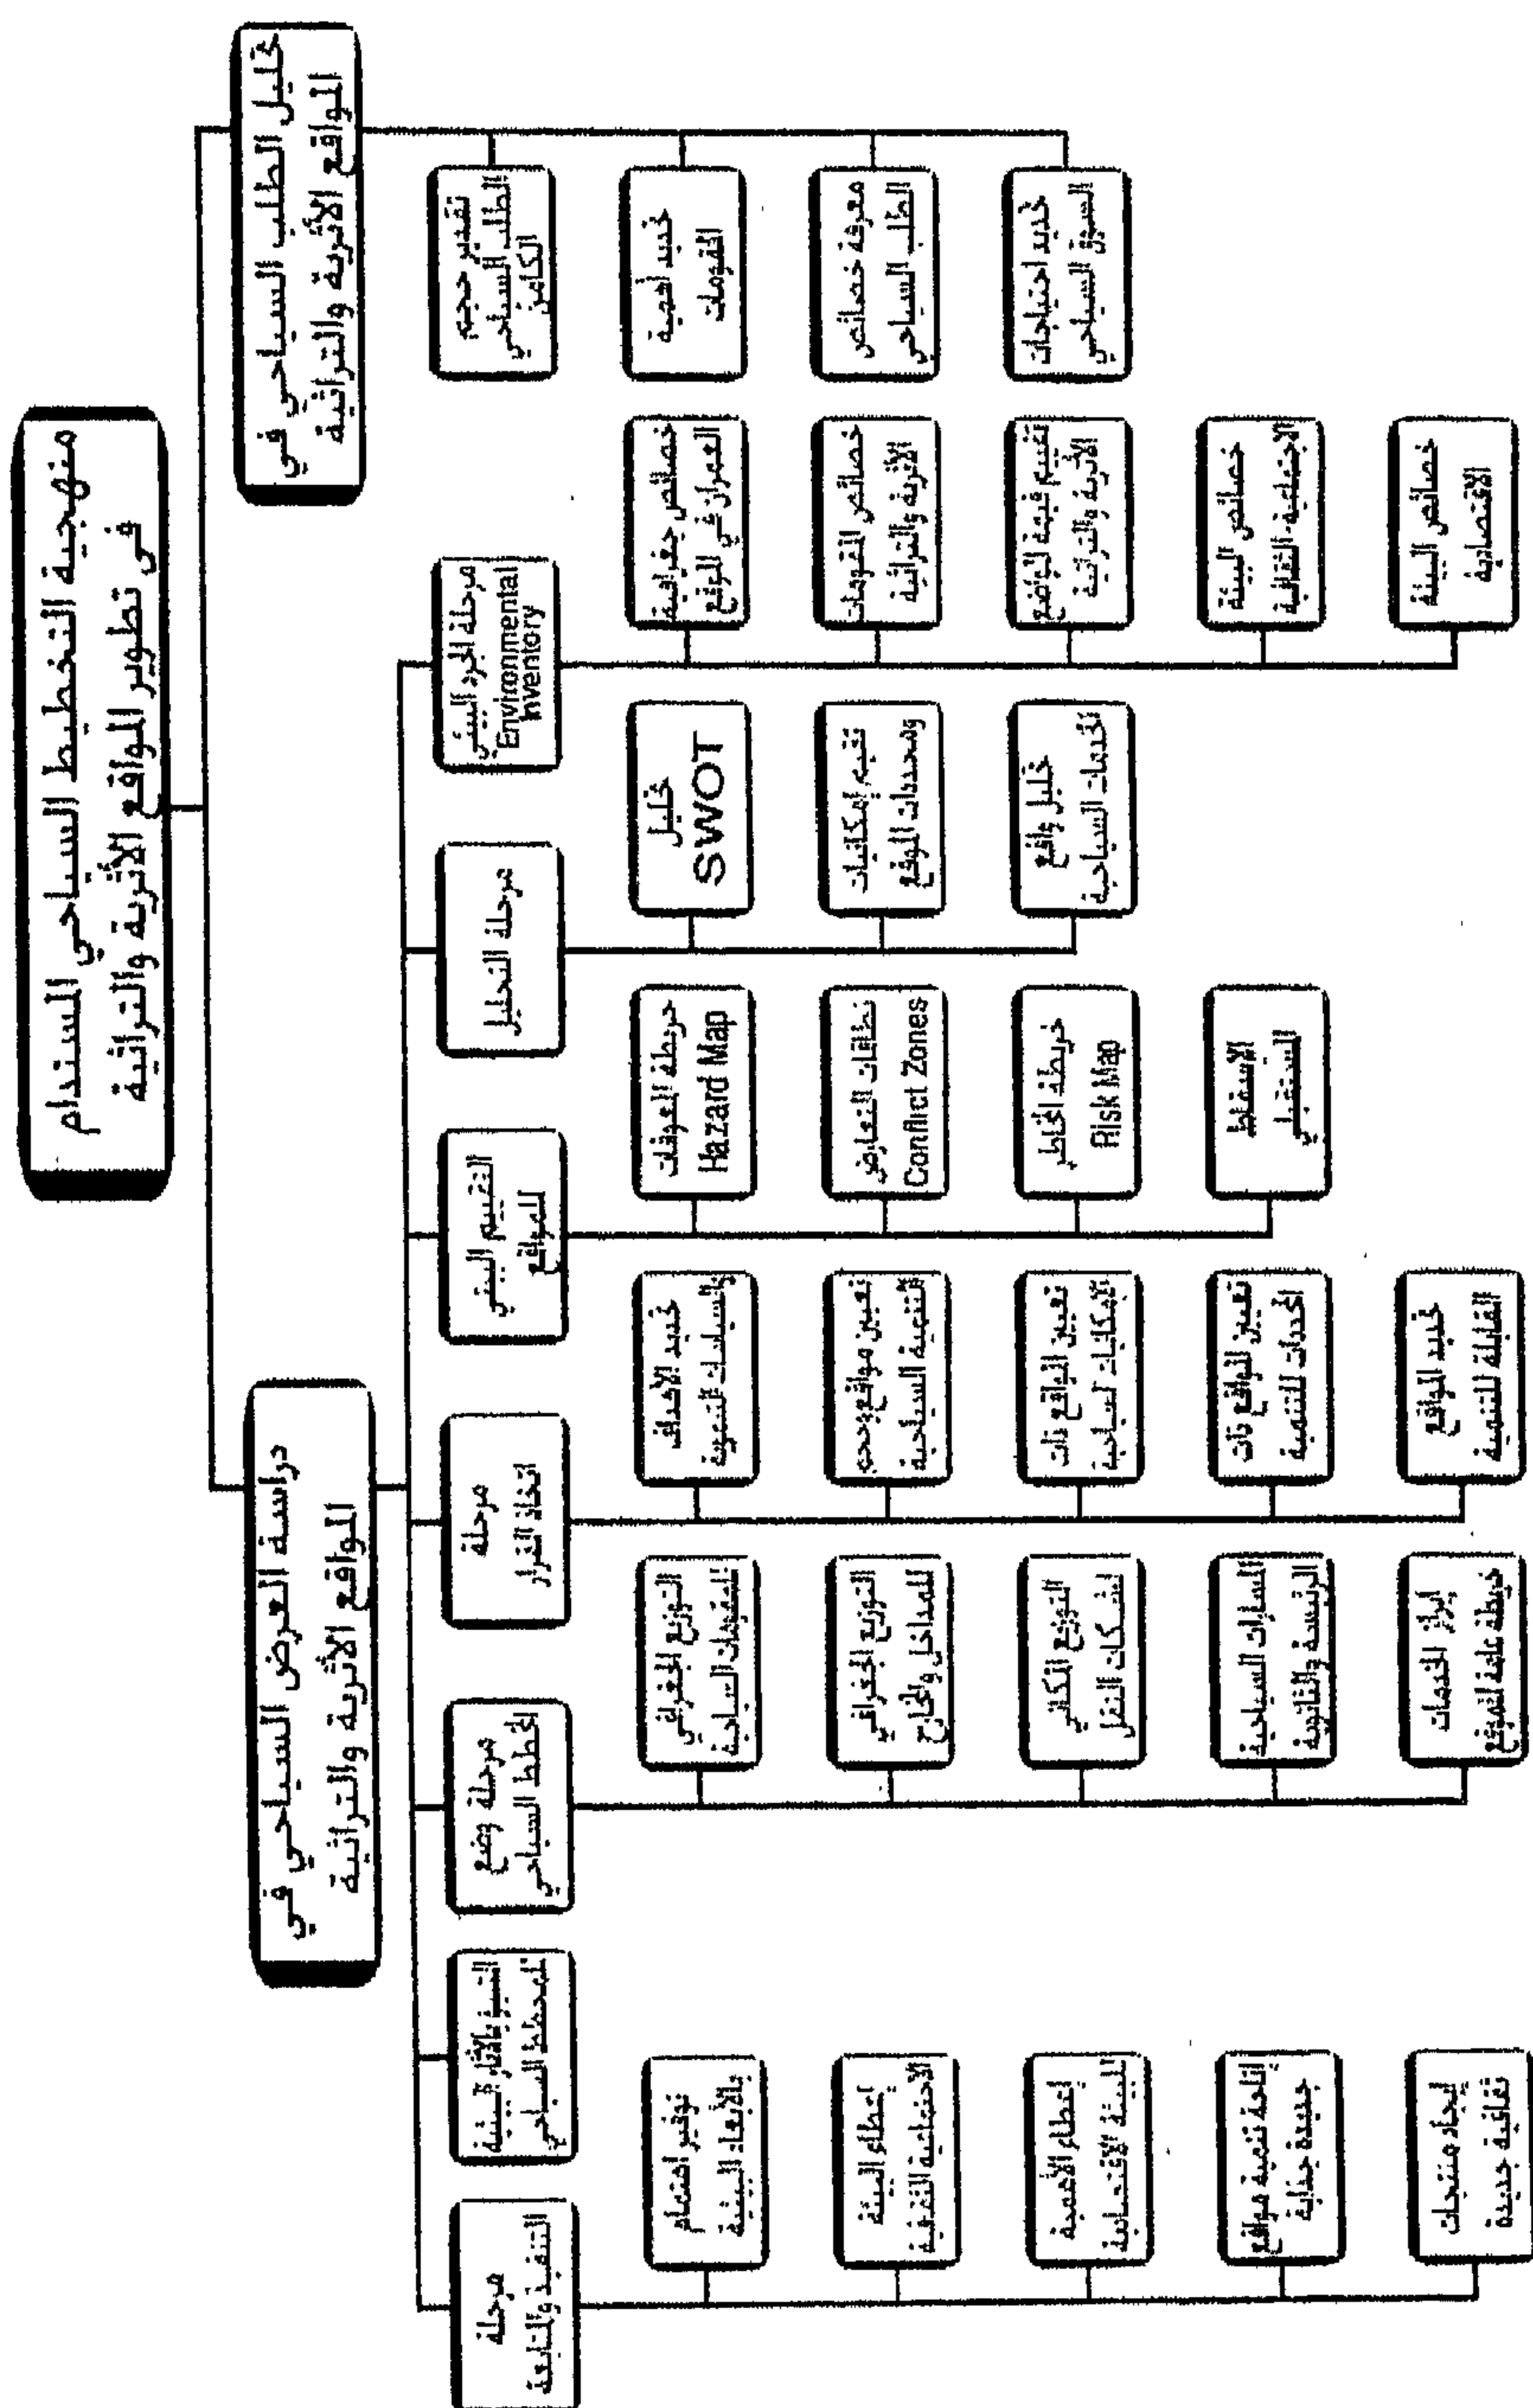 منهجية التخطيط السياحي المستدام
في تطوير المواقع الأثرية والتراثية
تحليل الطلب السياحي في
المواقع الأثرية والتراثية
تقدير حجم
الطلب السياحي
الكامن
تحديد أهمية
المقومات
معرفة خصائص
الطلب السياحي
تحديد احتياجات
السوق السياحي
دراسة العرض السياحي في
المواقع الأثرية والتراثية
مرحلة الجرد البيئي
Environmental
Inventory
خصائص جغرافية
العمران في الموقع
خصائص المقومات
الأثرية والتراثية
تقييم قيمة المواضع
الأثرية والتراثية
خصائص البيئة
الاجتماعية-الثقافية
خصائص البيئة
الاقتصادية
مرحلة التحليل
تحليل
SWOT
تقييم إمكانيات
ومحددات الموقع
تحليل واقع
الخدمات السياحية
التقييم البيئي
للمواقع
خريطة المعوقات
Hazard Map
نطاقات التعارض
Conflict Zones
خريطة المخاطر
Risk Map
الإسقاط
المستقبلي
مرحلة
اتخاذ القرار
تحديد الأهداف
والسياسات التنموية
تعيين مواقع وحجم
التنمية السياحية
تعيين المواقع ذات
الإمكانيات السياحية
تعيين المواقع ذات
المحددات للتنمية
تحديد المواقع
القابلة للتنمية
مرحلة وضع
المخطط السياحي
التوزيع الجغرافي
للمقومات السياحية
التوزيع الجغرافي
للمداخل والمخارج
التوزيع المكاني
لشبكات النقل
المسارات السياحية
الرئيسة والثانوية
إبراز الخدمات
خريطة عامة للموقع
التنبؤ بالآثار البيئية
للمخطط السياحي
مرحلة
التنفيذ والمتابعة
توفير اهتمام
بالأبعاد البيئية
إعطاء البيئة
الاجتماعية الثقافية
إعطاء الأهمية
للبيئة الاقتصادية
إتاحة تنمية مواقع
جديدة جذابة
إيجاد منتجات
ثقافية جديدة